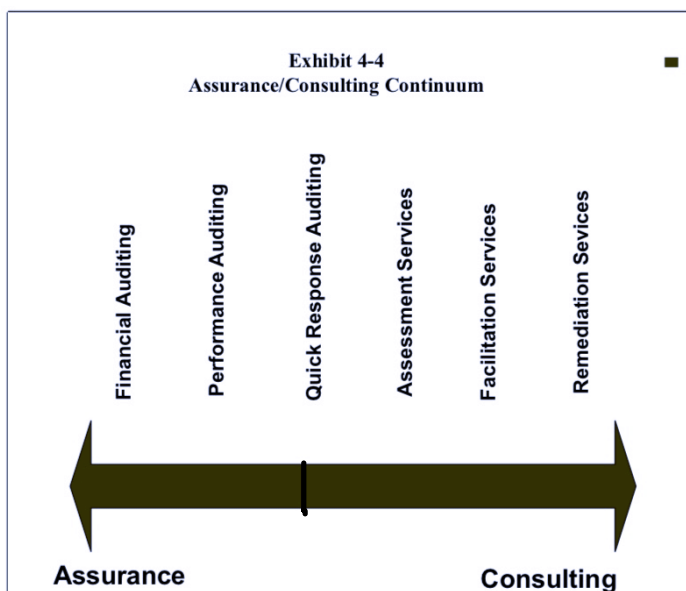 Exhibit 4-4
Assurance/Consulting Continuum
Financial Auditing
Performance Auditing
Quick Response Auditing
Assessment Services
Facilitation Services
Remediation Sevices
Assurance
Consulting